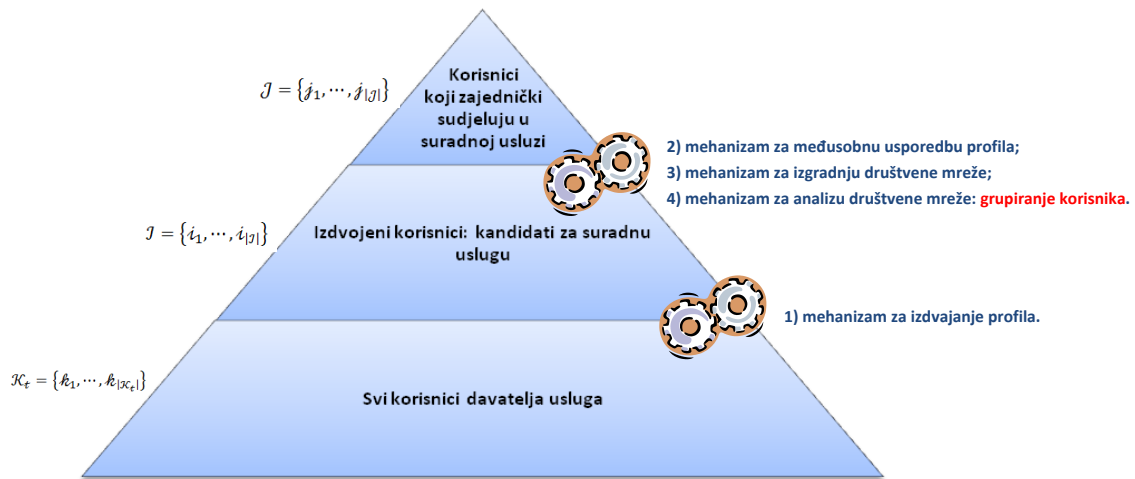 Korisnici
koji zajednički
sudjeluju u
suradnoj usluzi
𝒥 = {𝒿₁, ⋯, 𝒿|𝒥|}
2) mehanizam za međusobnu usporedbu profila;
3) mehanizam za izgradnju društvene mreže;
4) mehanizam za analizu društvene mreže: grupiranje korisnika.
ℐ = {𝒾₁, ⋯, 𝒾|ℐ|}
Izdvojeni korisnici: kandidati za suradnu
uslugu
1) mehanizam za izdvajanje profila.
𝒦ₜ = {𝓀₁, ⋯, 𝓀|𝒦ₜ|}
Svi korisnici davatelja usluga